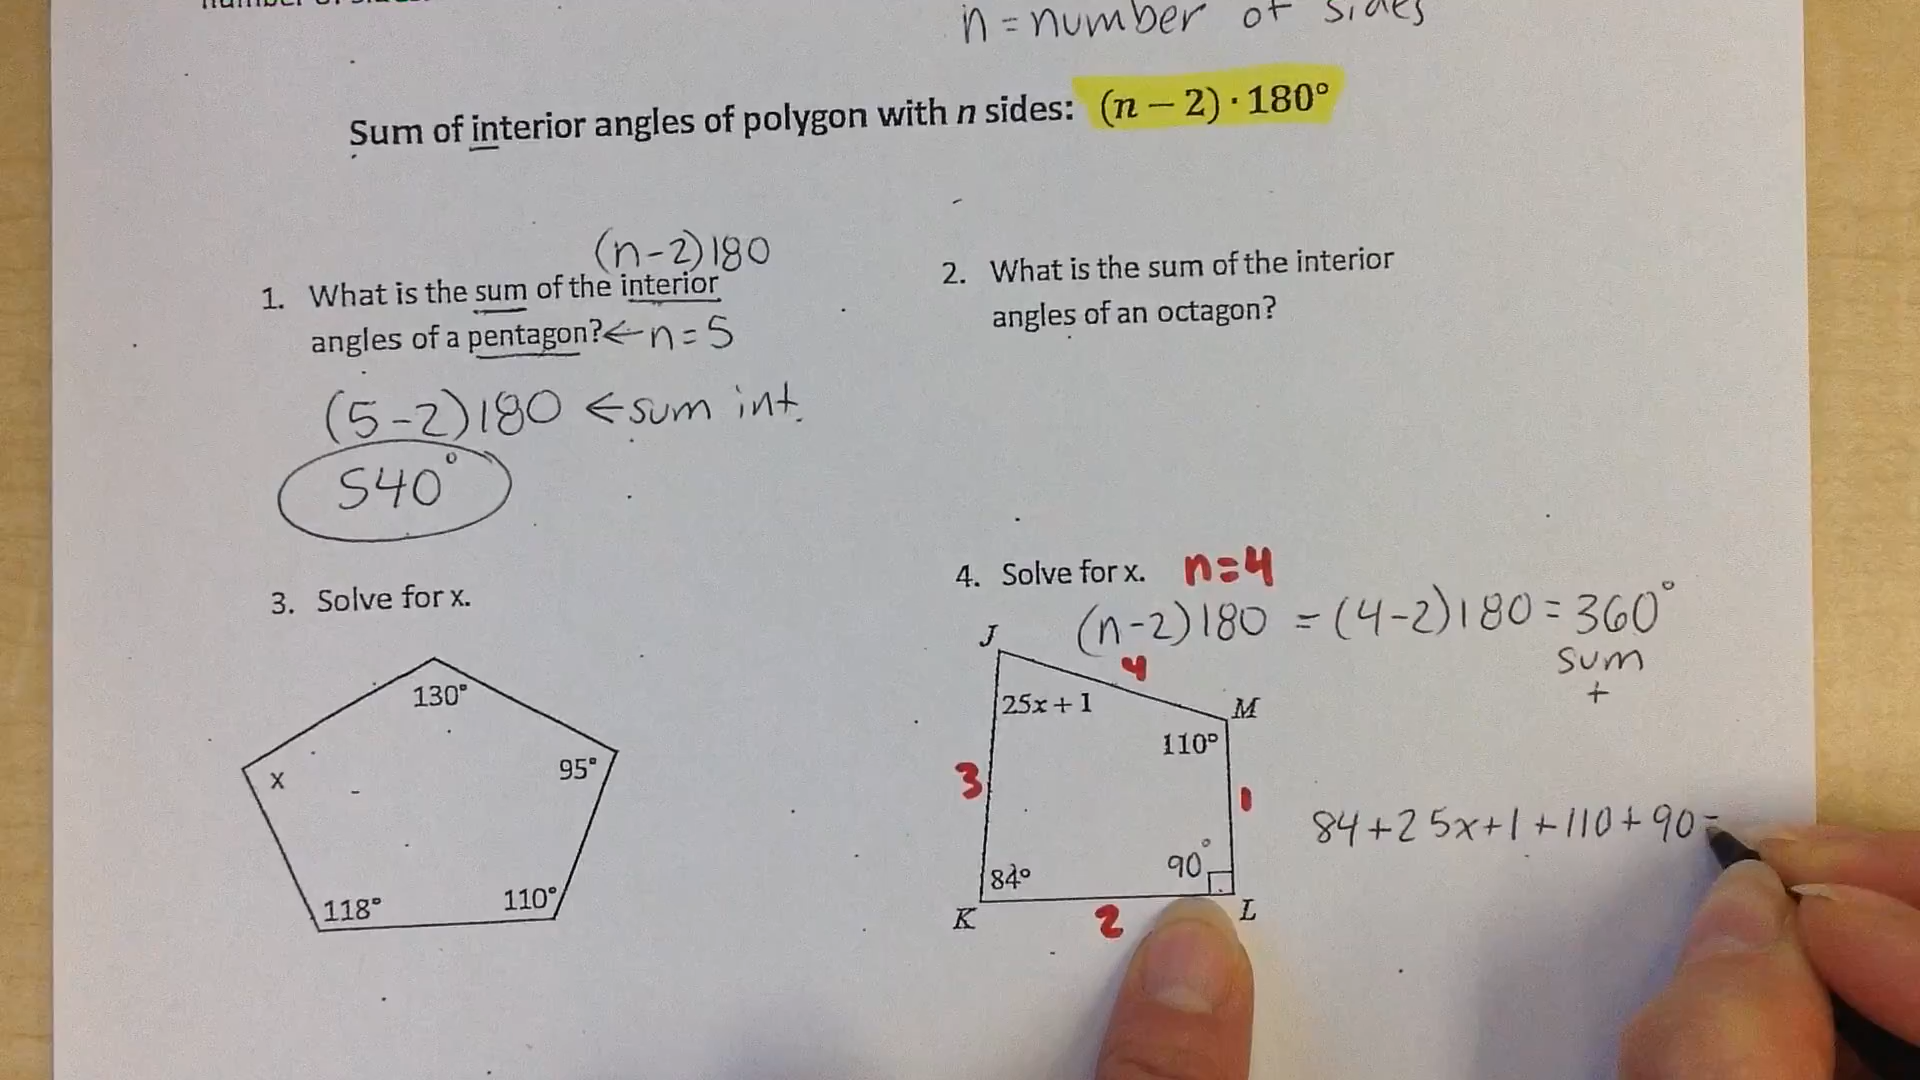 n = number of sides
Sum of interior angles of polygon with n sides: (n − 2) · 180°
(n-2)180
1. What is the sum of the interior
angles of a pentagon? ← n = 5
(5-2)180 ← sum int.
540°
2. What is the sum of the interior
angles of an octagon?
3. Solve for x.
130°
x
95°
118°
110°
4. Solve for x. n=4
(n-2)180 = (4-2)180 = 360°
sum
+
J
4
25x + 1
M
110°
3
1
84+25x+1+110+90=
90°
84°
K
2
L